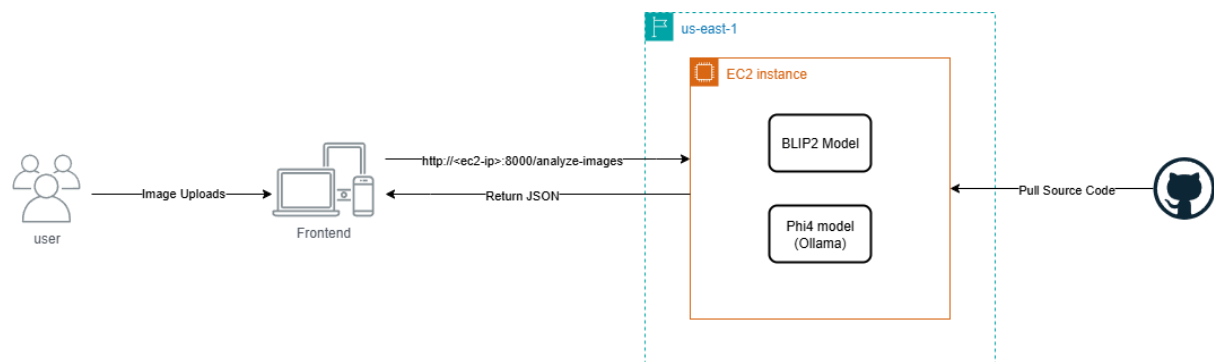 us-east-1
EC2 instance
BLIP2 Model
http://<ec2-ip>:8000/analyze-images
Image Uploads
Return JSON
Pull Source Code
user
Frontend
Phi4 model
(Ollama)